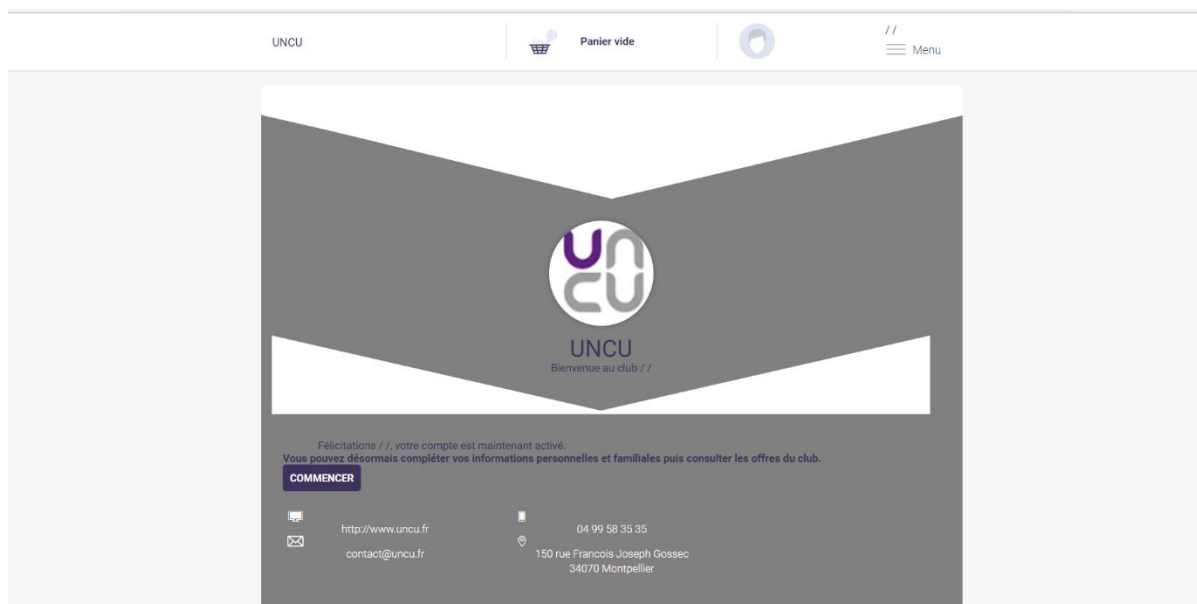 UNCU
Panier vide
/ /
Menu
un
cu
UNCU
Bienvenue au club / /
Félicitations / /, votre compte est maintenant activé.
Vous pouvez désormais compléter vos informations personnelles et familiales puis consulter les offres du club.
COMMENCER
http://www.uncu.fr
04 99 58 35 35
contact@uncu.fr
150 rue Francois Joseph Gossec
34070 Montpellier